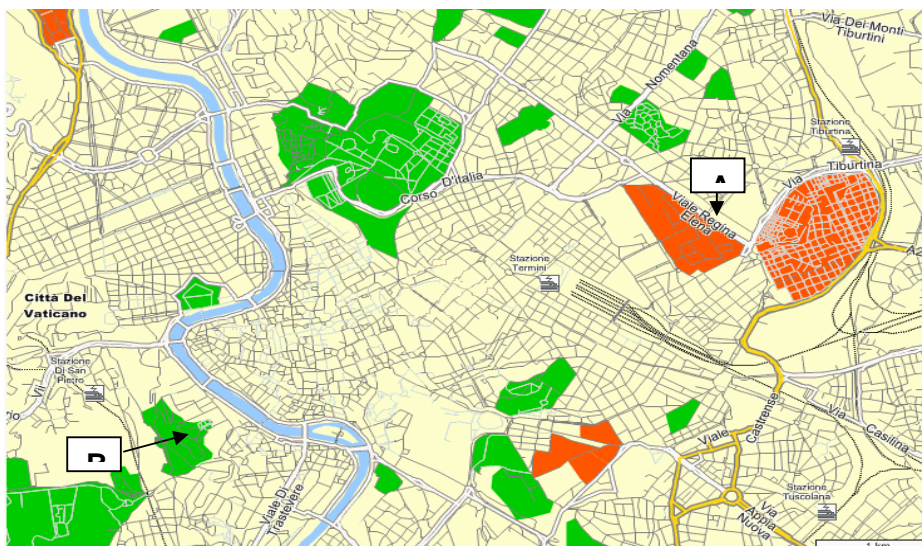 Via Dei Monti
Tiburtini
Via Nomentana
Stazione
Tiburtina
Via Tiburtina
Corso D'italia
Viale Regina
Elena
Stazione
Termini
Città Del
Vaticano
Stazione
Di San
Pietro
Viale Castrense
Via Casilina
Viale Di
Trastevere
Stazione
Tuscolana
Via
Appia
Nuova
1 km